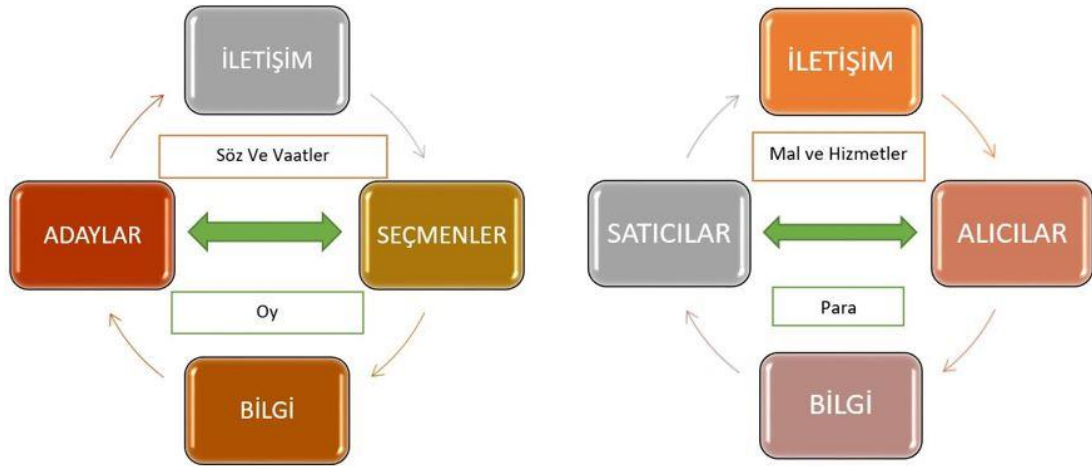 İLETİŞİM
Söz Ve Vaatler
ADAYLAR
SEÇMENLER
Oy
BİLGİ
İLETİŞİM
Mal ve Hizmetler
SATICILAR
ALICILAR
Para
BİLGİ